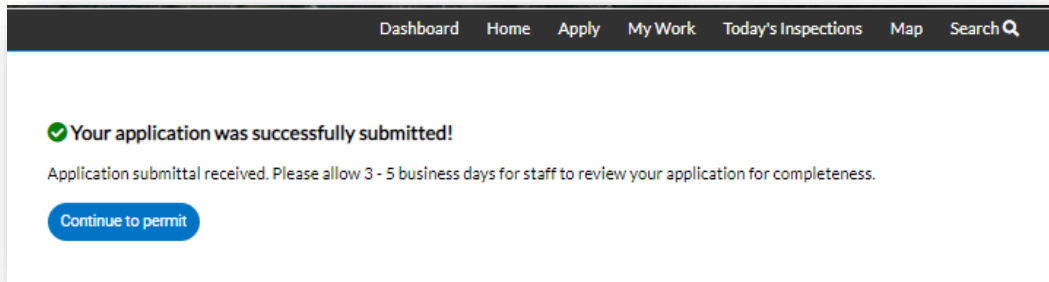 Dashboard Home Apply My Work Today's Inspections Map Search
Your application was successfully submitted!
Application submittal received. Please allow 3 - 5 business days for staff to review your application for completeness.
Continue to permit